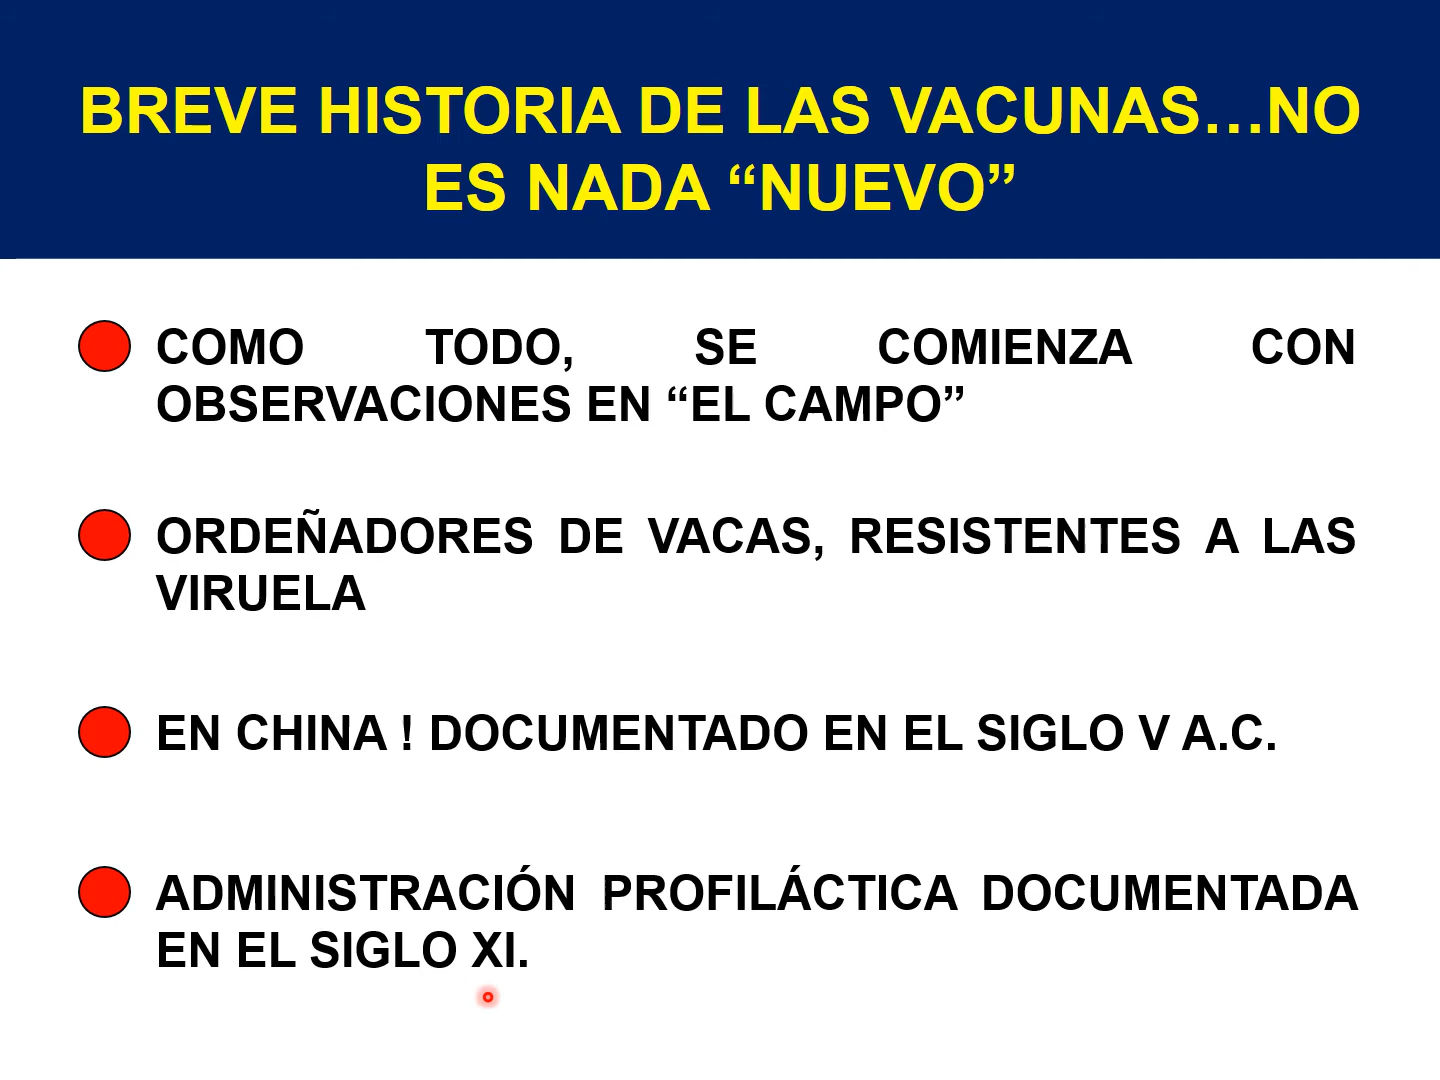 BREVE HISTORIA DE LAS VACUNAS…NO
ES NADA “NUEVO”
COMO TODO, SE COMIENZA CON
OBSERVACIONES EN “EL CAMPO”
ORDEÑADORES DE VACAS, RESISTENTES A LAS
VIRUELA
EN CHINA ! DOCUMENTADO EN EL SIGLO V A.C.
ADMINISTRACIÓN PROFILÁCTICA DOCUMENTADA
EN EL SIGLO XI.